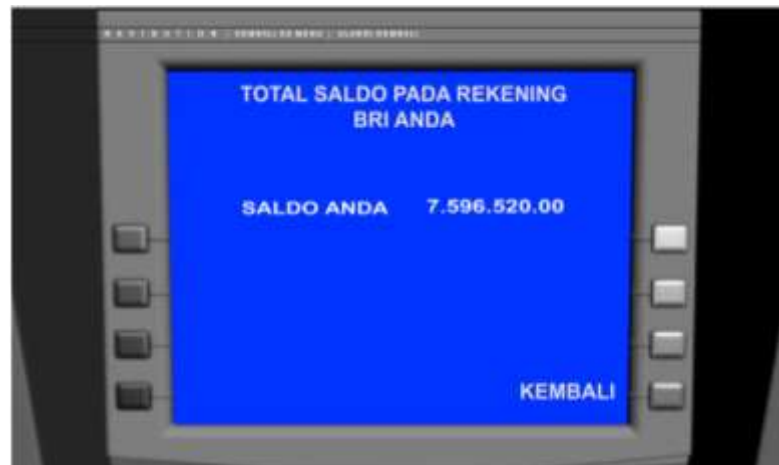 TOTAL SALDO PADA REKENING
BRI ANDA
SALDO ANDA 7.596.520.00
KEMBALI